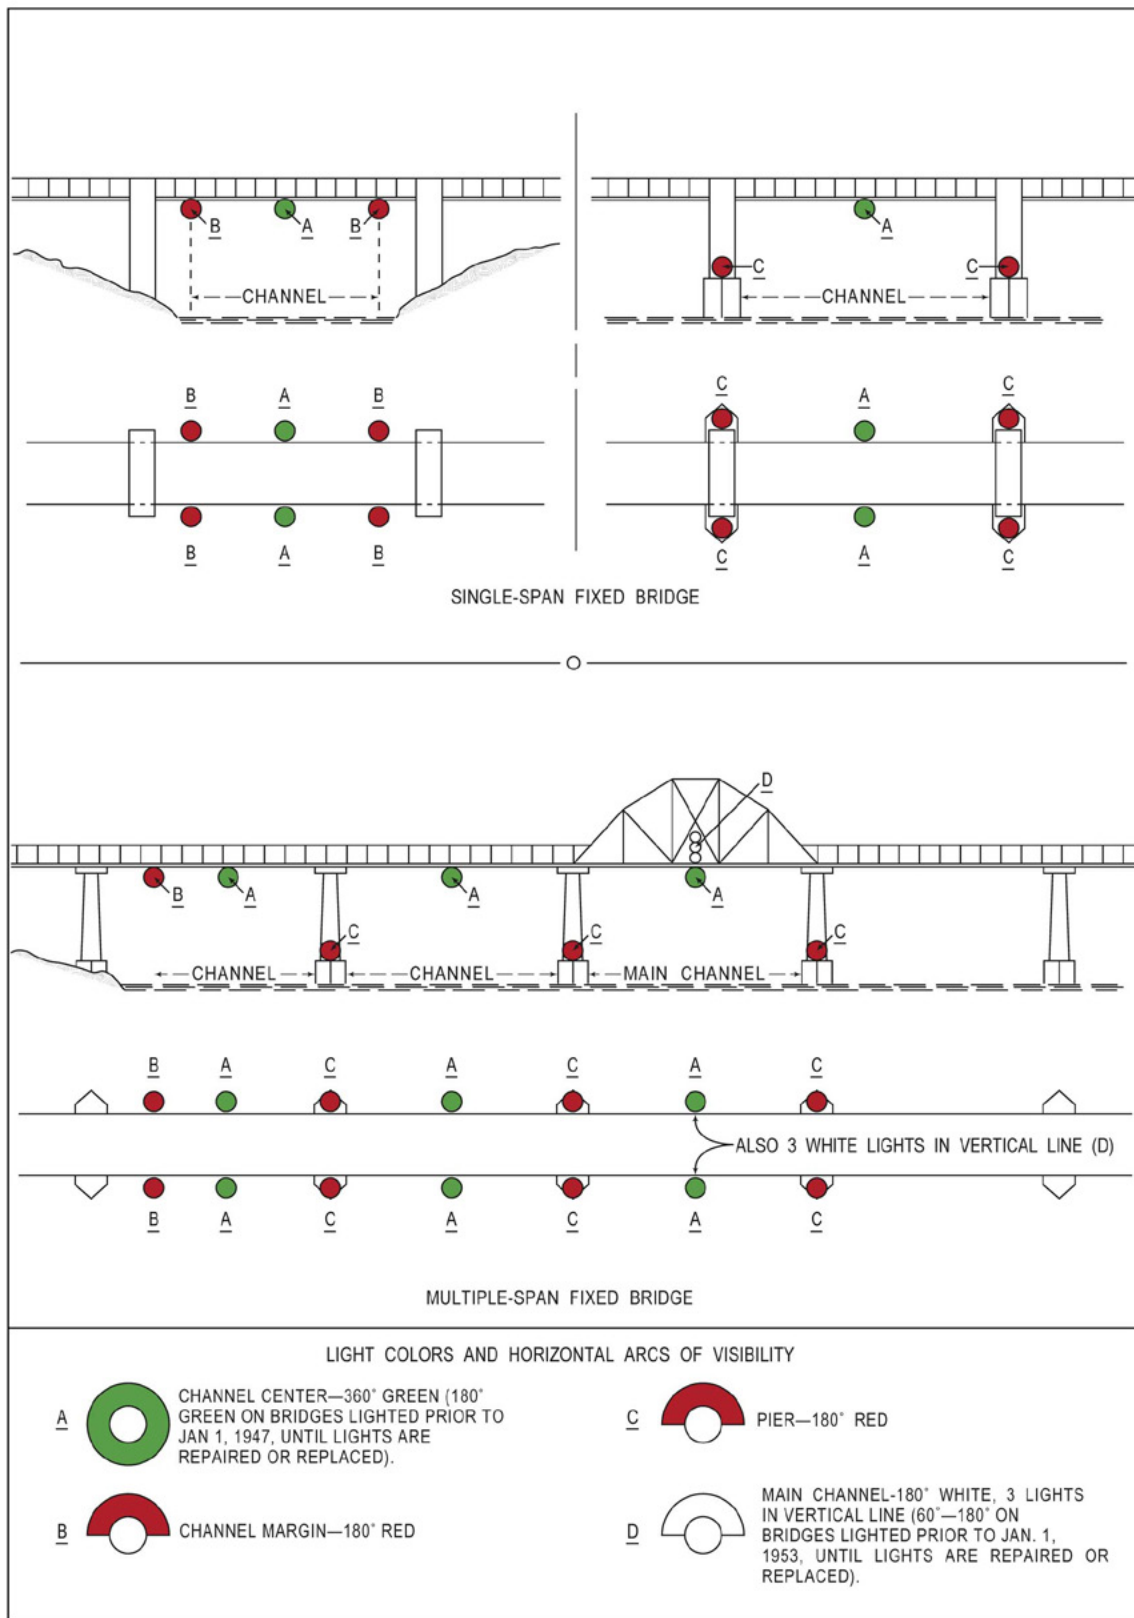 B A B
A
C C
CHANNEL
CHANNEL
B A B
C A C
B A B
C A C
SINGLE-SPAN FIXED BRIDGE
D
B A A A
C C C
CHANNEL CHANNEL MAIN CHANNEL
B A C A C A C
ALSO 3 WHITE LIGHTS IN VERTICAL LINE (D)
B A C A C A C
MULTIPLE-SPAN FIXED BRIDGE
LIGHT COLORS AND HORIZONTAL ARCS OF VISIBILITY
A
CHANNEL CENTER—360° GREEN (180°
GREEN ON BRIDGES LIGHTED PRIOR TO
JAN 1, 1947, UNTIL LIGHTS ARE
REPAIRED OR REPLACED).
B
CHANNEL MARGIN—180° RED
C
PIER—180° RED
D
MAIN CHANNEL-180° WHITE, 3 LIGHTS
IN VERTICAL LINE (60°—180° ON
BRIDGES LIGHTED PRIOR TO JAN. 1,
1953, UNTIL LIGHTS ARE REPAIRED OR
REPLACED).